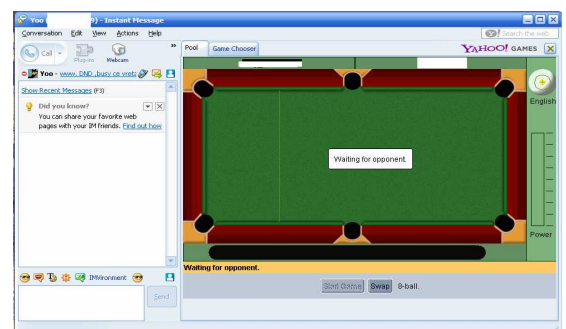 Yoo 9) - Instant Message
Conversation Edit View Actions Help
Search the web
Call
Plug-ins
Webcam
»
Pool
Game Chooser
YAHOO! GAMES
Yoo - www. DND ,busy ce vretz
Show Recent Messages (F3)
Did you know?
You can share your favorite web
pages with your IM friends. Find out how
English
Waiting for opponent.
Power
Waiting for opponent.
IMVironment
Start Game Swap 8-ball.
Send